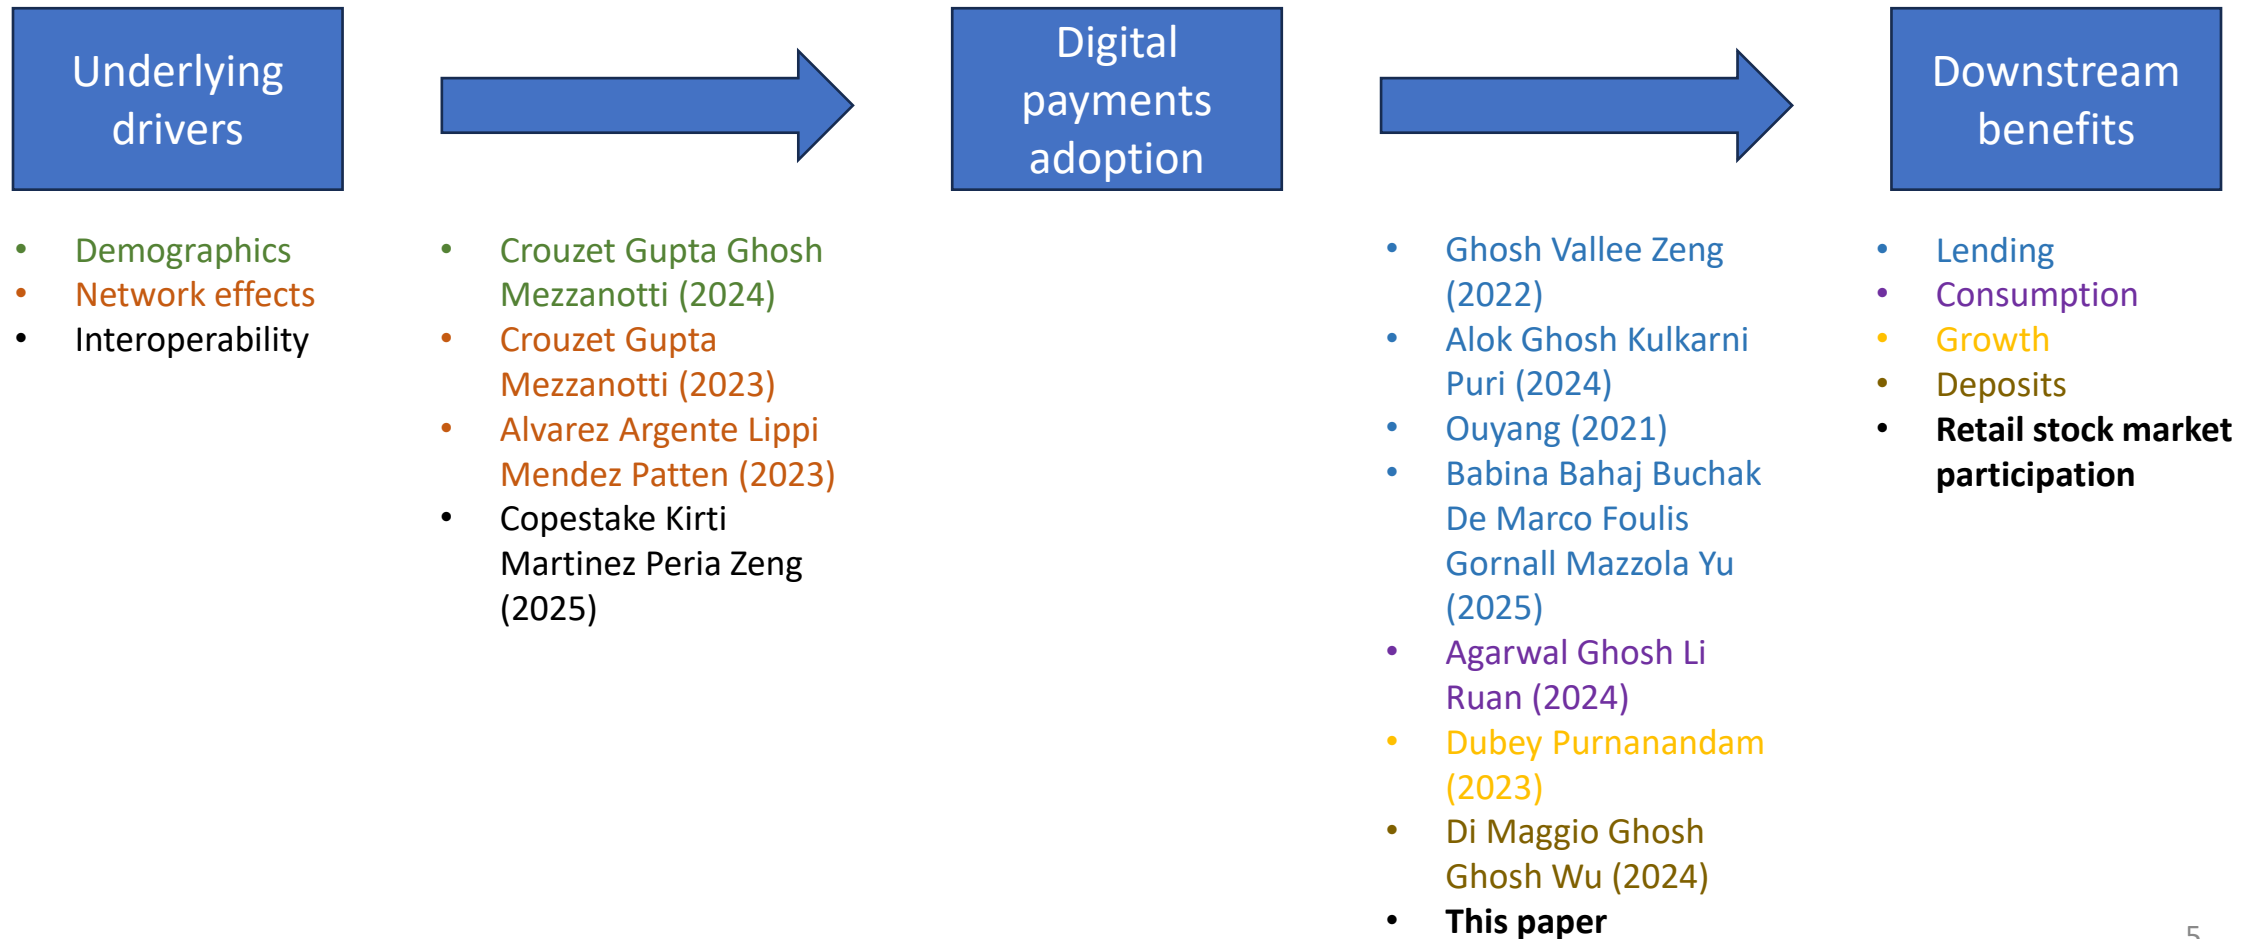 Underlying
drivers
Digital
payments
adoption
Downstream
benefits
• Demographics
• Network effects
• Interoperability
• Crouzet Gupta Ghosh
Mezzanotti (2024)
• Crouzet Gupta
Mezzanotti (2023)
• Alvarez Argente Lippi
Mendez Patten (2023)
• Copestake Kirti
Martinez Peria Zeng
(2025)
• Ghosh Vallee Zeng
(2022)
• Alok Ghosh Kulkarni
Puri (2024)
• Ouyang (2021)
• Babina Bahaj Buchak
De Marco Foulis
Gornall Mazzola Yu
(2025)
• Agarwal Ghosh Li
Ruan (2024)
• Dubey Purnanandam
(2023)
• Di Maggio Ghosh
Ghosh Wu (2024)
• This paper
• Lending
• Consumption
• Growth
• Deposits
• Retail stock market
participation
5